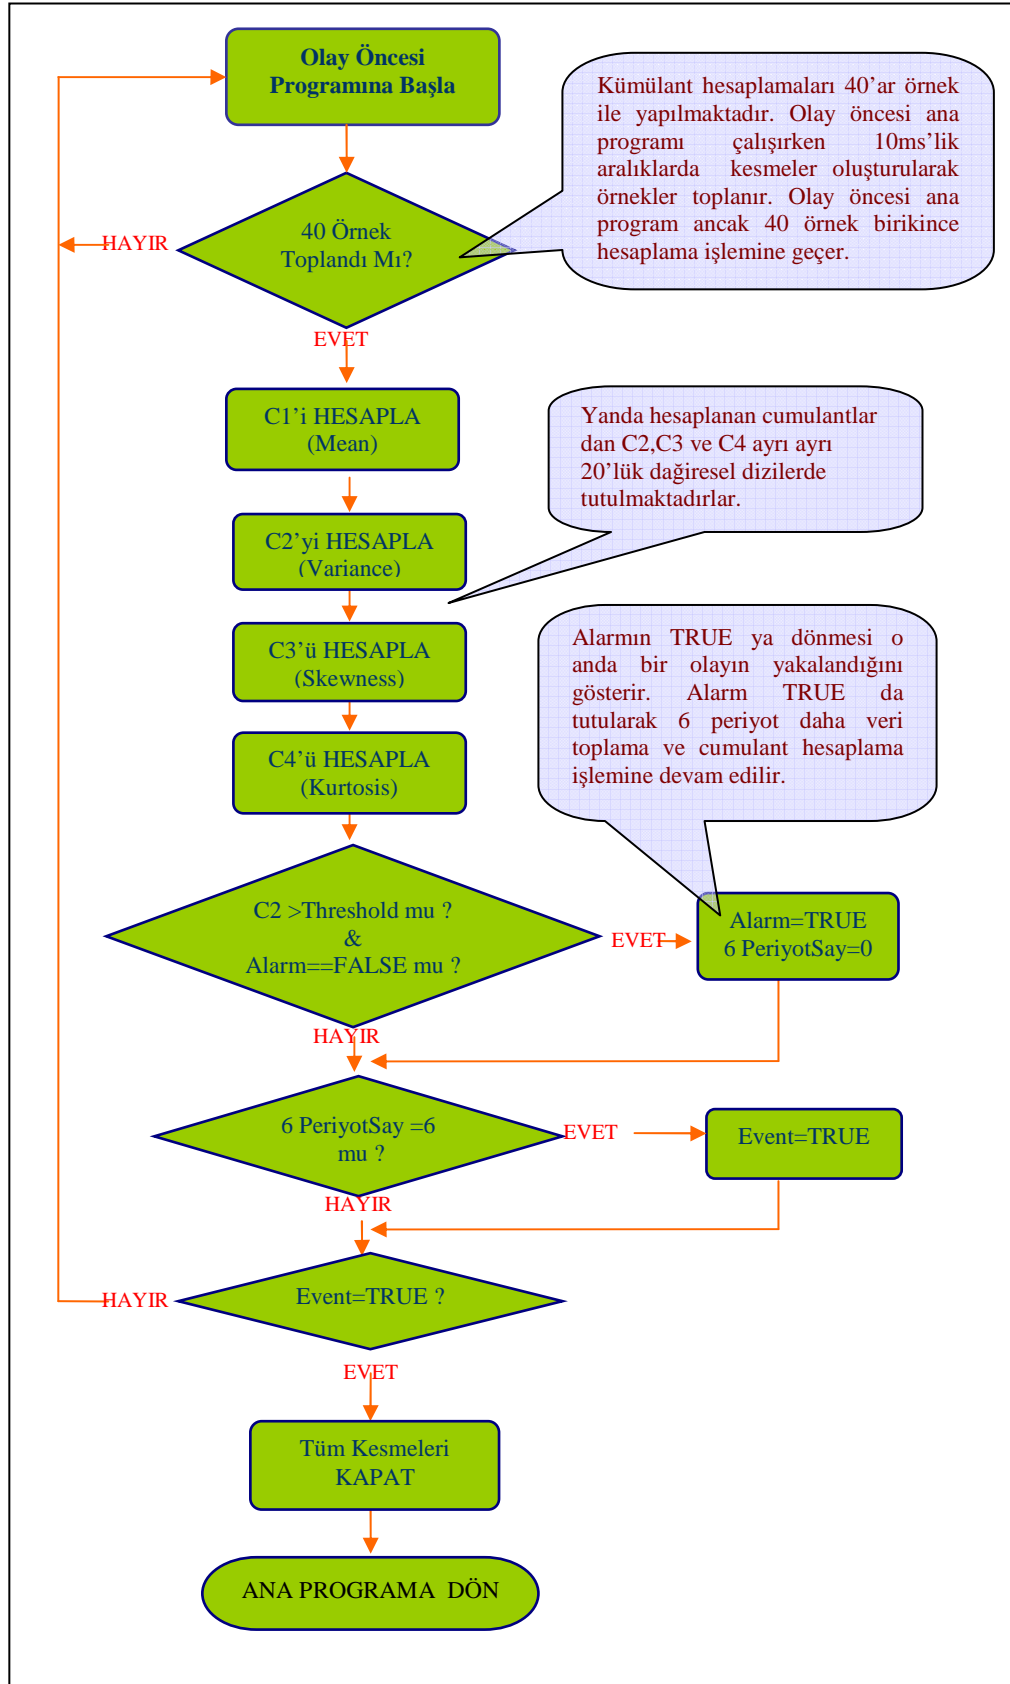 Olay Öncesi
Programına Başla
Kümülant hesaplamaları 40’ar örnek
ile yapılmaktadır. Olay öncesi ana
programı çalışırken 10ms’lik
aralıklarda kesmeler oluşturularak
örnekler toplanır. Olay öncesi ana
program ancak 40 örnek birikince
hesaplama işlemine geçer.
HAYIR
40 Örnek
Toplandı Mı?
EVET
C1’i HESAPLA
(Mean)
Yanda hesaplanan cumulantlar
dan C2,C3 ve C4 ayrı ayrı
20’lük dağiresel dizilerde
tutulmaktadırlar.
C2’yi HESAPLA
(Variance)
C3’ü HESAPLA
(Skewness)
Alarmın TRUE ya dönmesi o
anda bir olayın yakalandığını
gösterir. Alarm TRUE da
tutularak 6 periyot daha veri
toplama ve cumulant hesaplama
işlemine devam edilir.
C4’ü HESAPLA
(Kurtosis)
C2 >Threshold mu ?
&
Alarm==FALSE mu ?
EVET
Alarm=TRUE
6 PeriyotSay=0
HAYIR
6 PeriyotSay =6
mu ?
EVET
Event=TRUE
HAYIR
HAYIR
Event=TRUE ?
EVET
Tüm Kesmeleri
KAPAT
ANA PROGRAMA DÖN